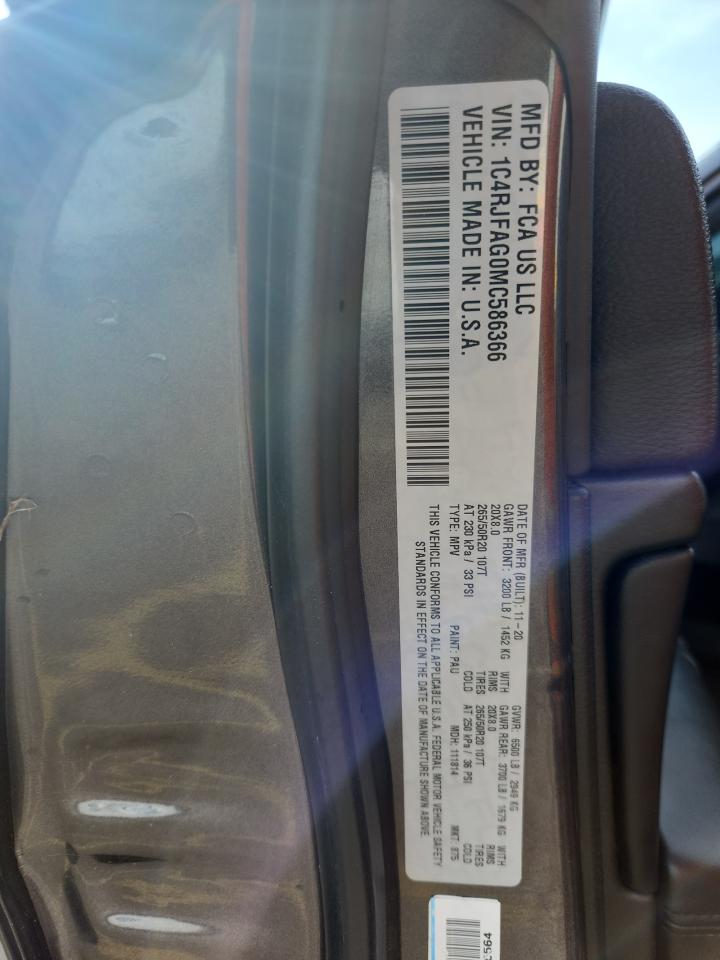 MFD BY: FCA US LLC
VIN: 1C4RJFAG0MC586366
VEHICLE MADE IN: U.S.A.
DATE OF MFR (BUILT): 11-20 GVWR: 6500 LB / 2949 KG
GAWR FRONT: 3200 LB / 1452 KG WITH GAWR REAR: 3700 LB / 1679 KG WITH
20X8.0 RIMS 20X8.0 RIMS
265/50R20 107T TIRES 265/50R20 107T TIRES
AT 230 kPa / 33 PSI COLD AT 250 kPa / 36 PSI COLD
TYPE: MPV PAINT: PAU MDH: 111814 MKT: 875
THIS VEHICLE CONFORMS TO ALL APPLICABLE U.S.A. FEDERAL MOTOR VEHICLE SAFETY
STANDARDS IN EFFECT ON THE DATE OF MANUFACTURE SHOWN ABOVE.